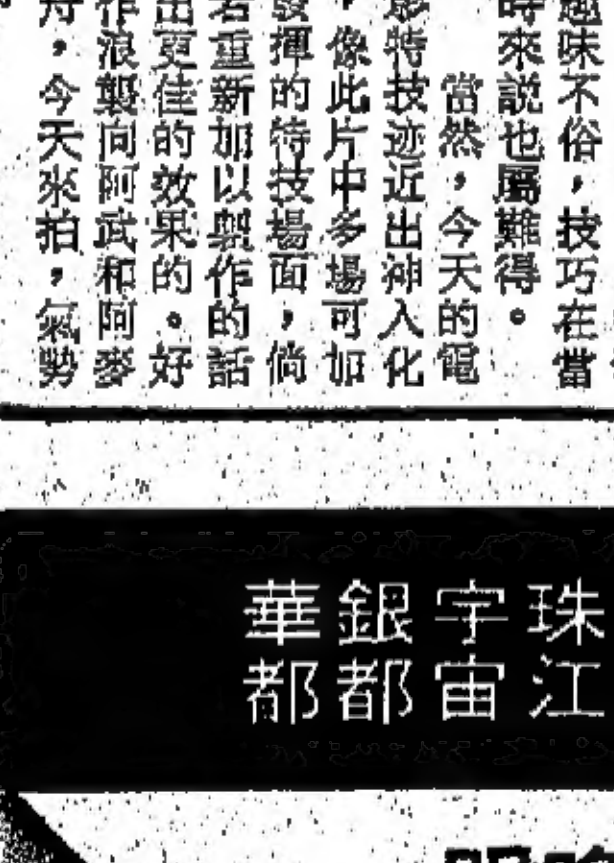 趣味不俗，技巧在當
時來説也屬難得。
當然，今天的電
影特技迹近出神入化
，像此片中多場可加
發揮的特技場面，倘
若重新加以製作的話
出更佳的效果的。好
作浪襲向阿武和阿麥
，今天來拍，氣勢
珠江
宇宙
銀都
華都